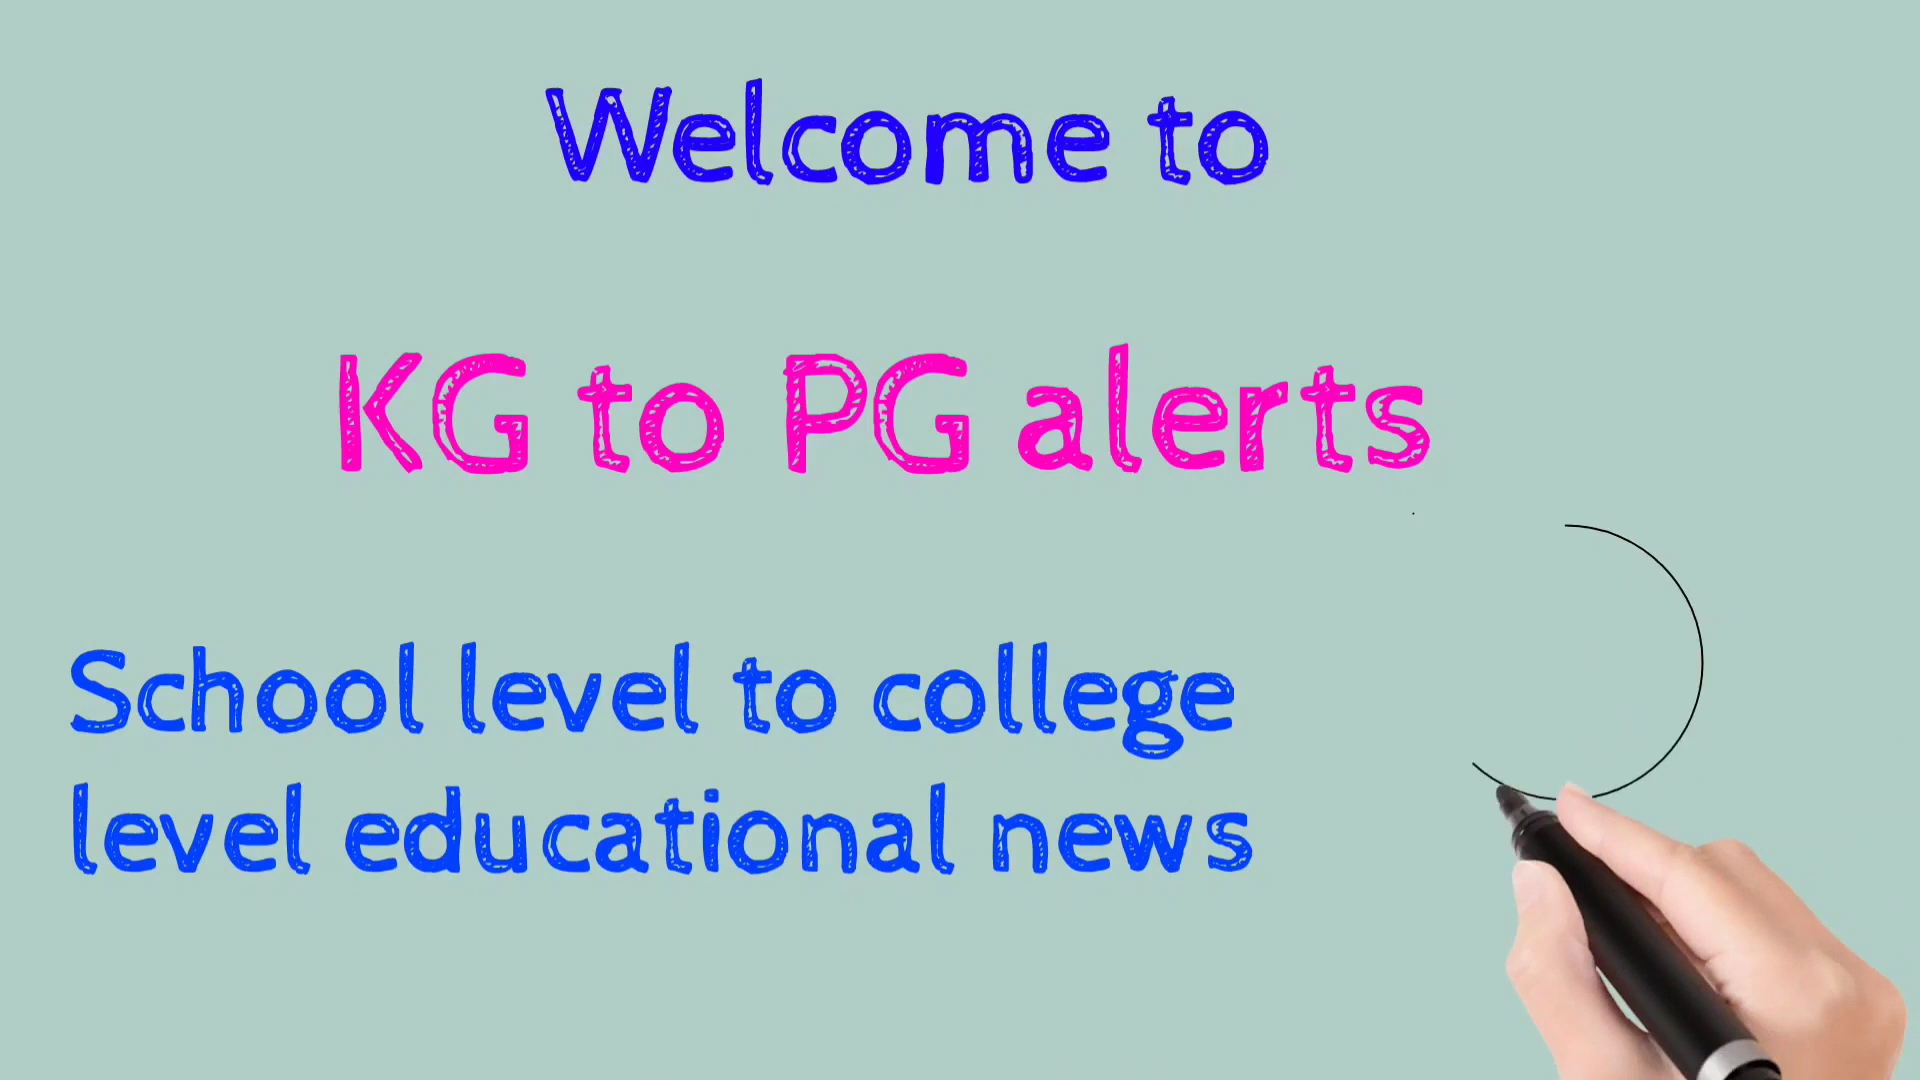 Welcome to
KG to PG alerts
School level to college
level educational news